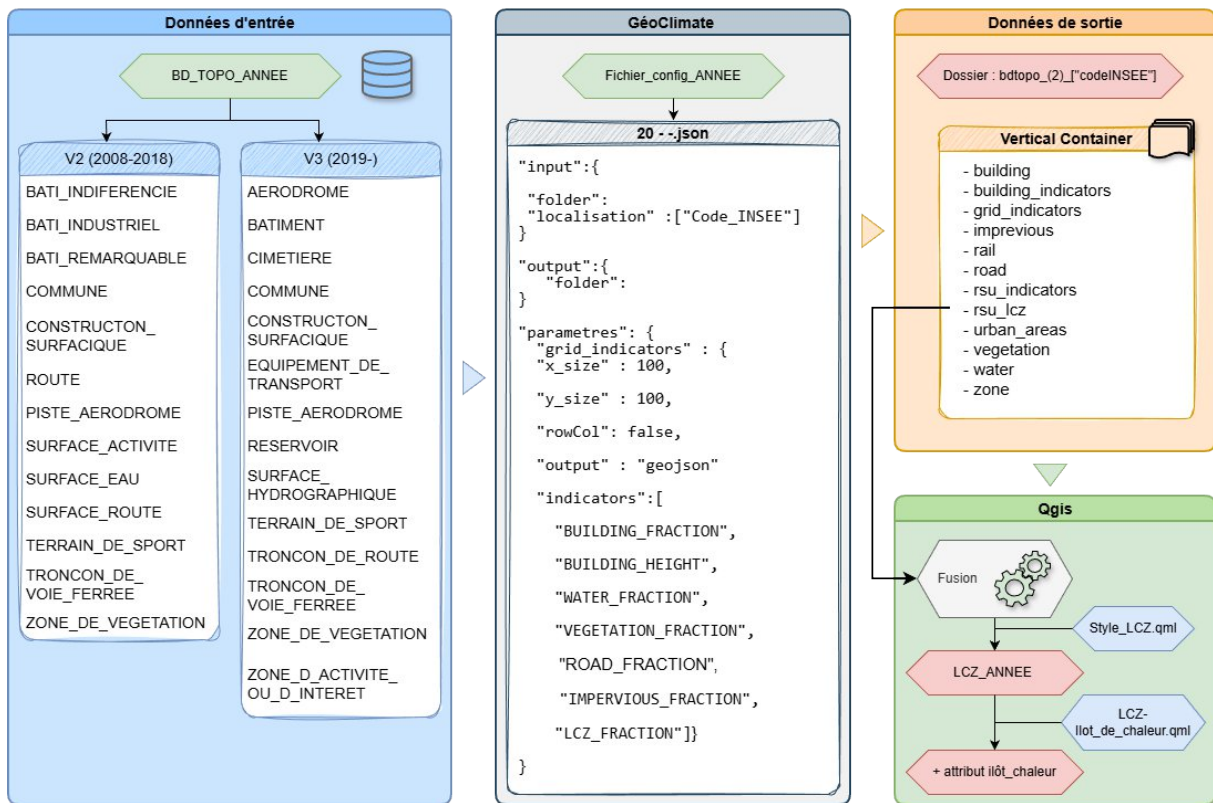 Données d'entrée
BD_TOPO_ANNEE
V2 (2008-2018)
BATI_INDIFERENCIE
BATI_INDUSTRIEL
BATI_REMARQUABLE
COMMUNE
CONSTRUCTON_
SURFACIQUE
ROUTE
PISTE_AERODROME
SURFACE_ACTIVITE
SURFACE_EAU
SURFACE_ROUTE
TERRAIN_DE_SPORT
TRONCON_DE_
VOIE_FERREE
ZONE_DE_VEGETATION
V3 (2019-)
AERODROME
BATIMENT
CIMETIERE
COMMUNE
CONSTRUCTON_
SURFACIQUE
EQUIPEMENT_DE_
TRANSPORT
PISTE_AERODROME
RESERVOIR
SURFACE_
HYDROGRAPHIQUE
TERRAIN_DE_SPORT
TRONCON_DE_ROUTE
TRONCON_DE_
VOIE_FERREE
ZONE_DE_VEGETATION
ZONE_D_ACTIVITE_
OU_D_INTERET
GéoClimate
Fichier_config_ANNEE
20 - -.json
"input":{
"folder":
"localisation" :["Code_INSEE"]
}
"output":{
"folder":
}
"parametres": {
"grid_indicators" : {
"x_size" : 100,
"y_size" : 100,
"rowCol": false,
"output" : "geojson"
"indicators":[
"BUILDING_FRACTION",
"BUILDING_HEIGHT",
"WATER_FRACTION",
"VEGETATION_FRACTION",
"ROAD_FRACTION",
"IMPERVIOUS_FRACTION",
"LCZ_FRACTION"]}
}
Données de sortie
Dossier : bdtopo_(2)_["codeINSEE"]
Vertical Container
- building
- building_indicators
- grid_indicators
- imprevious
- rail
- road
- rsu_indicators
- rsu_lcz
- urban_areas
- vegetation
- water
- zone
Qgis
Fusion
Style_LCZ.qml
LCZ_ANNEE
LCZ-
Ilot_de_chaleur.qml
+ attribut ilôt_chaleur